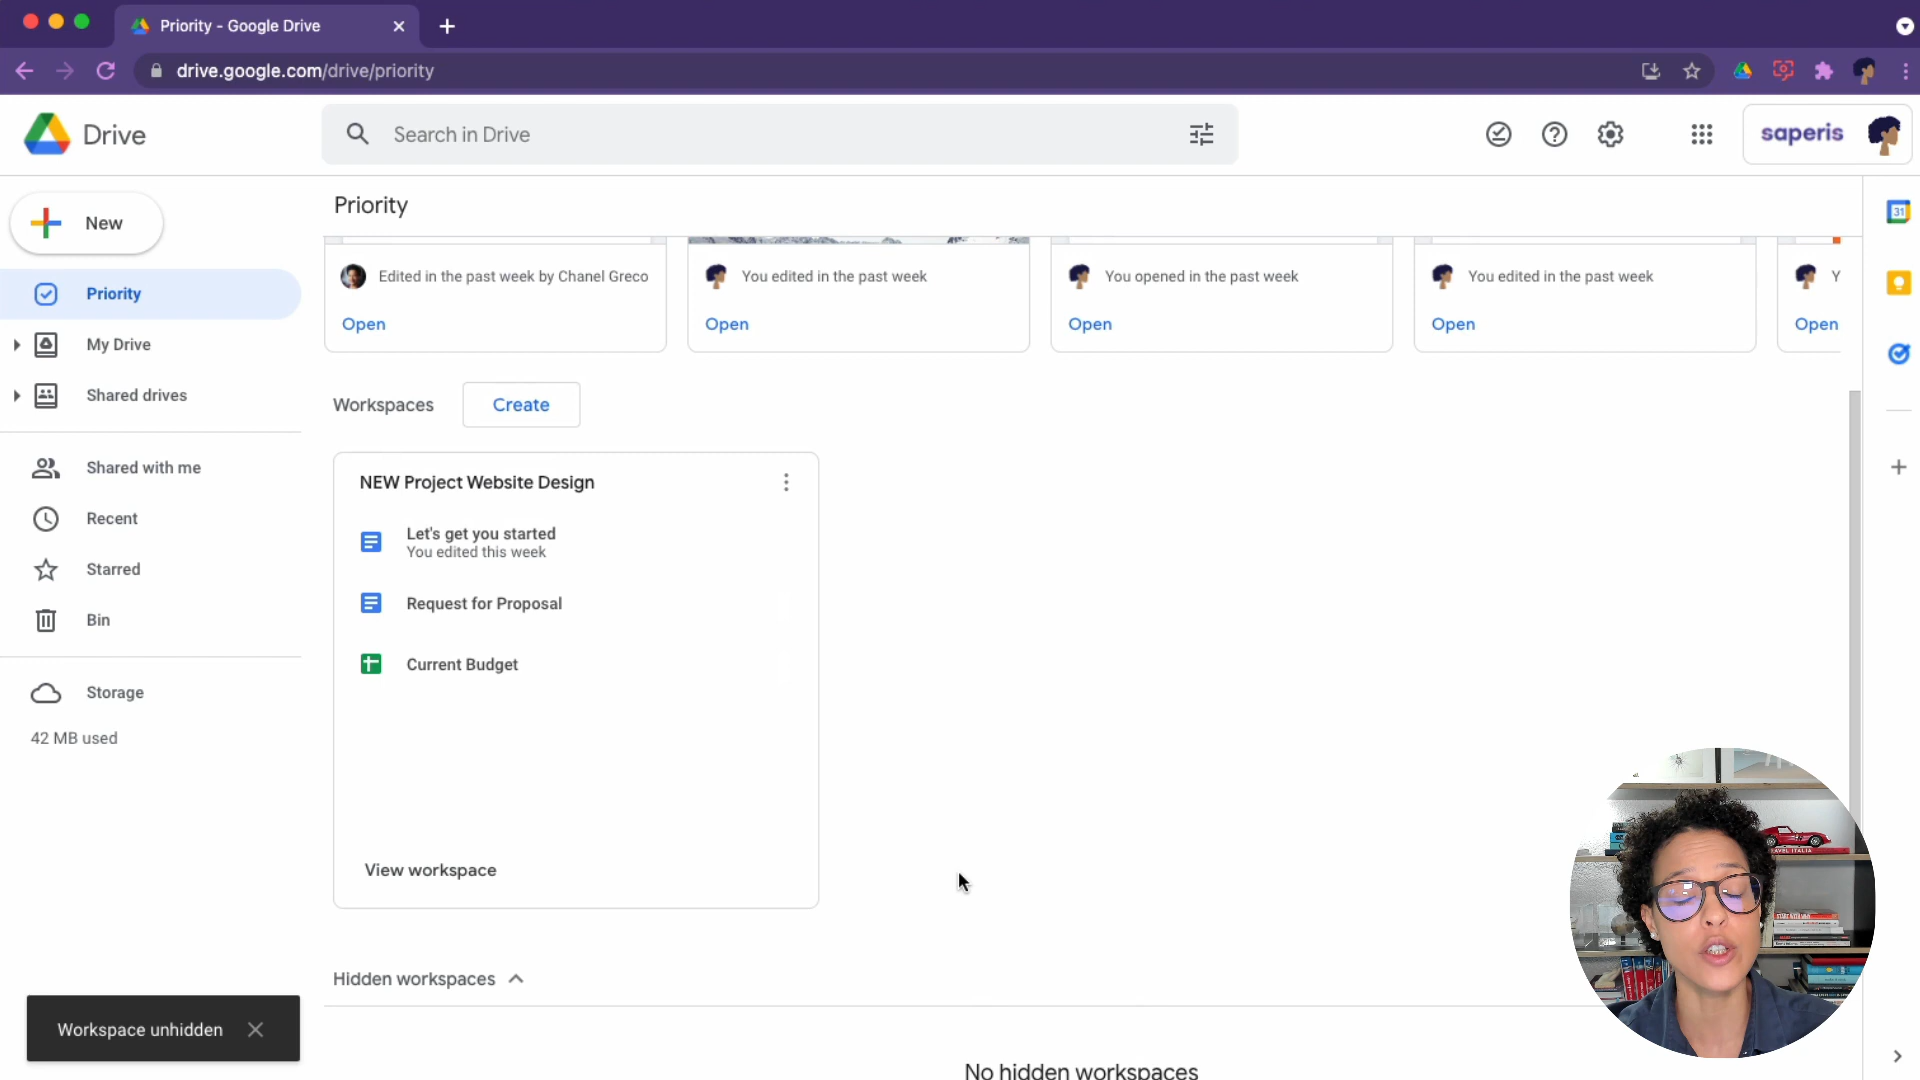 Priority - Google Drive
drive.google.com/drive/priority
Drive
Search in Drive
saperis
31
New
Priority
My Drive
Shared drives
Shared with me
Recent
Starred
Bin
Storage
42 MB used
Priority
Edited in the past week by Chanel Greco
Open
You edited in the past week
Open
You opened in the past week
Open
You edited in the past week
Open
Y
Open
Workspaces
Create
NEW Project Website Design
Let's get you started
You edited this week
Request for Proposal
Current Budget
View workspace
Hidden workspaces
No hidden workspaces
Workspace unhidden